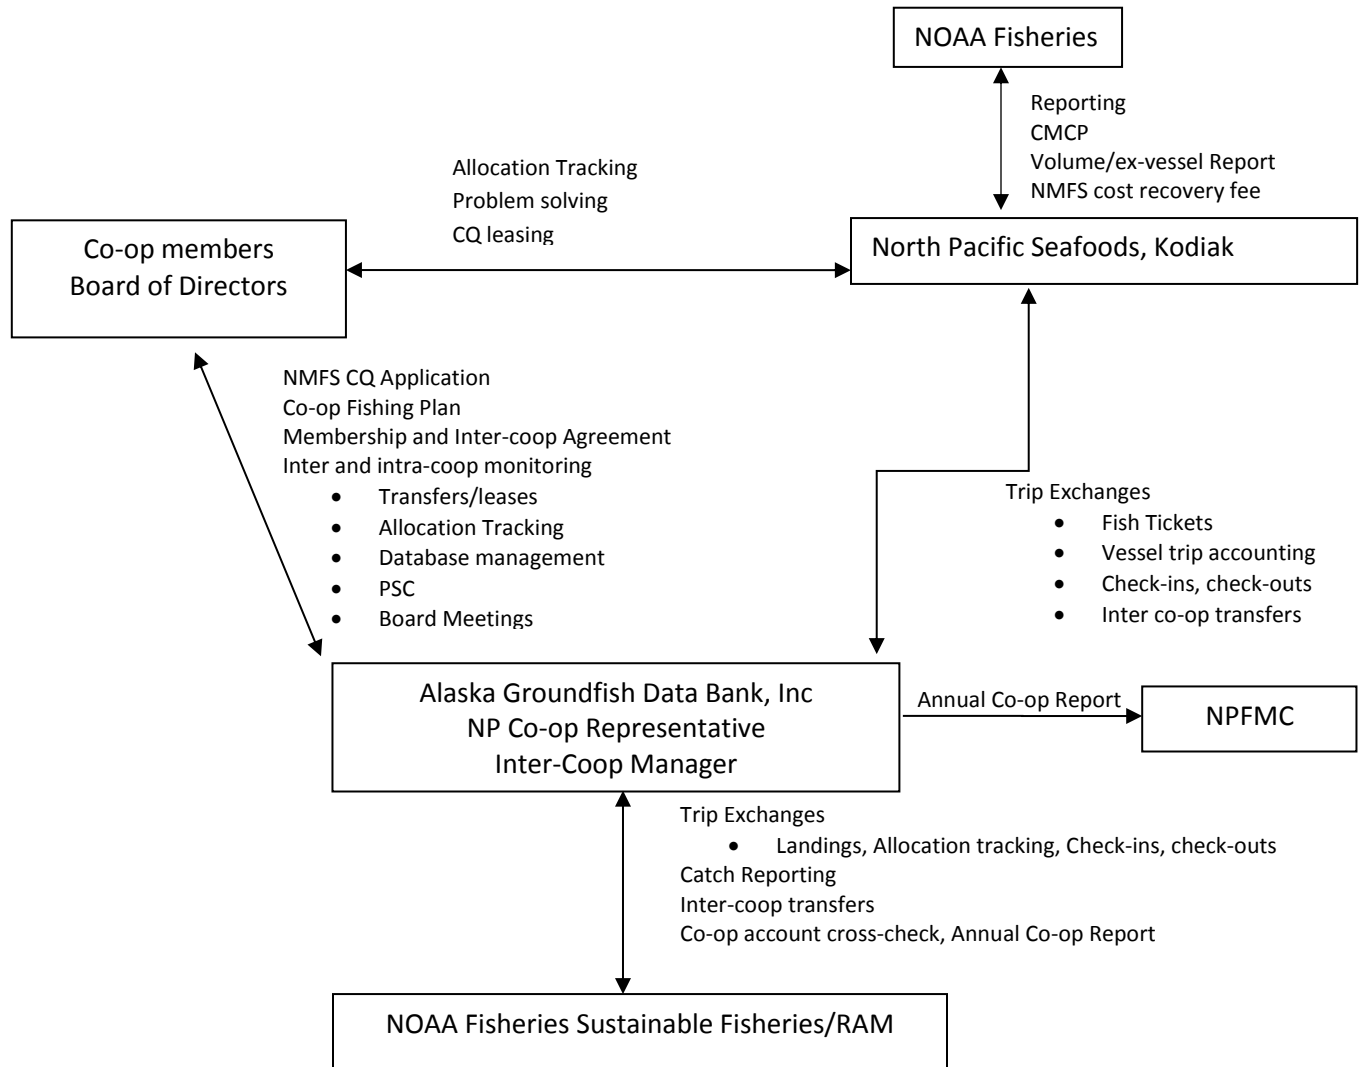 NOAA Fisheries
Reporting
CMCP
Volume/ex-vessel Report
NMFS cost recovery fee
Allocation Tracking
Problem solving
CQ leasing
Co-op members
Board of Directors
North Pacific Seafoods, Kodiak
NMFS CQ Application
Co-op Fishing Plan
Membership and Inter-coop Agreement
Inter and intra-coop monitoring
• Transfers/leases
• Allocation Tracking
• Database management
• PSC
• Board Meetings
Trip Exchanges
• Fish Tickets
• Vessel trip accounting
• Check-ins, check-outs
• Inter co-op transfers
Alaska Groundfish Data Bank, Inc
NP Co-op Representative
Inter-Coop Manager
Annual Co-op Report
NPFMC
Trip Exchanges
• Landings, Allocation tracking, Check-ins, check-outs
Catch Reporting
Inter-coop transfers
Co-op account cross-check, Annual Co-op Report
NOAA Fisheries Sustainable Fisheries/RAM